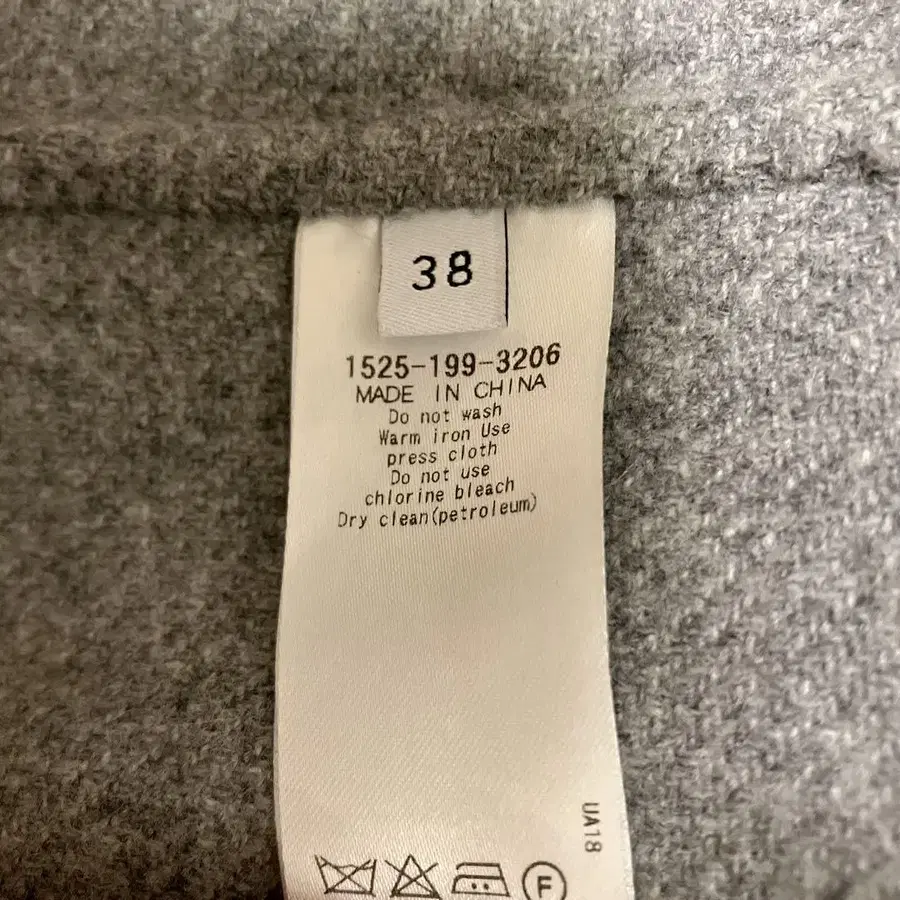 38
1525-199-3206
MADE IN CHINA
Do not wash
Warm iron Use
press cloth
Do not use
chlorine bleach
Dry clean(petroleum)
UA18
F